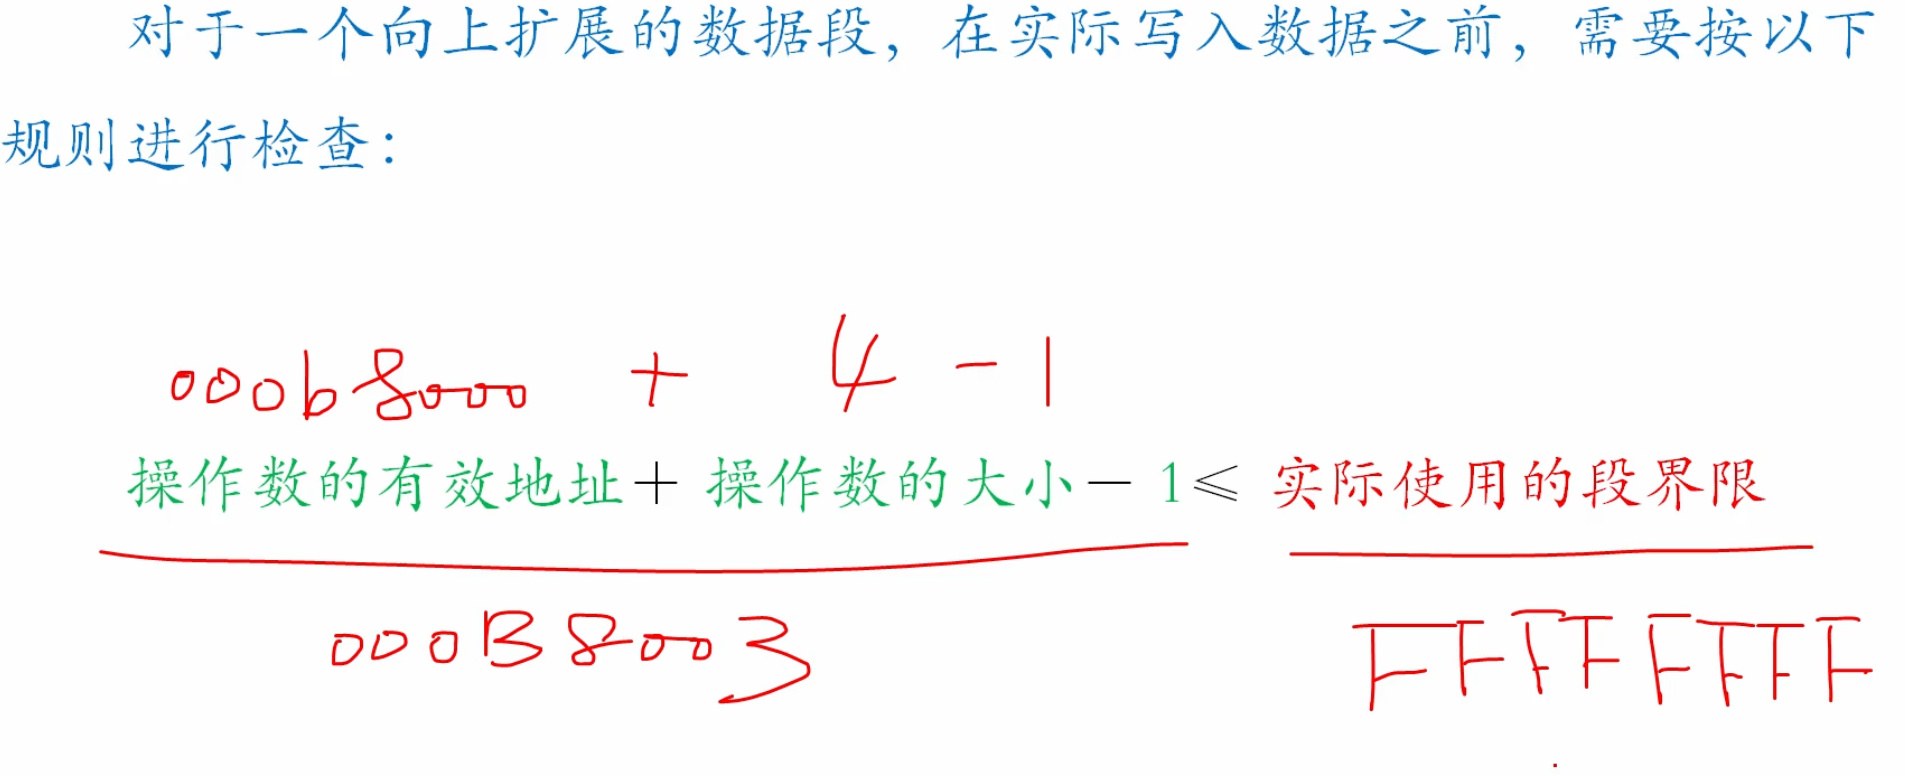 对于一个向上扩展的数据段，在实际写入数据之前，需要按以下
规则进行检查：
000b8000 + 4 - 1
操作数的有效地址＋操作数的大小－1≤实际使用的段界限
000B8003 FFFFFFFF